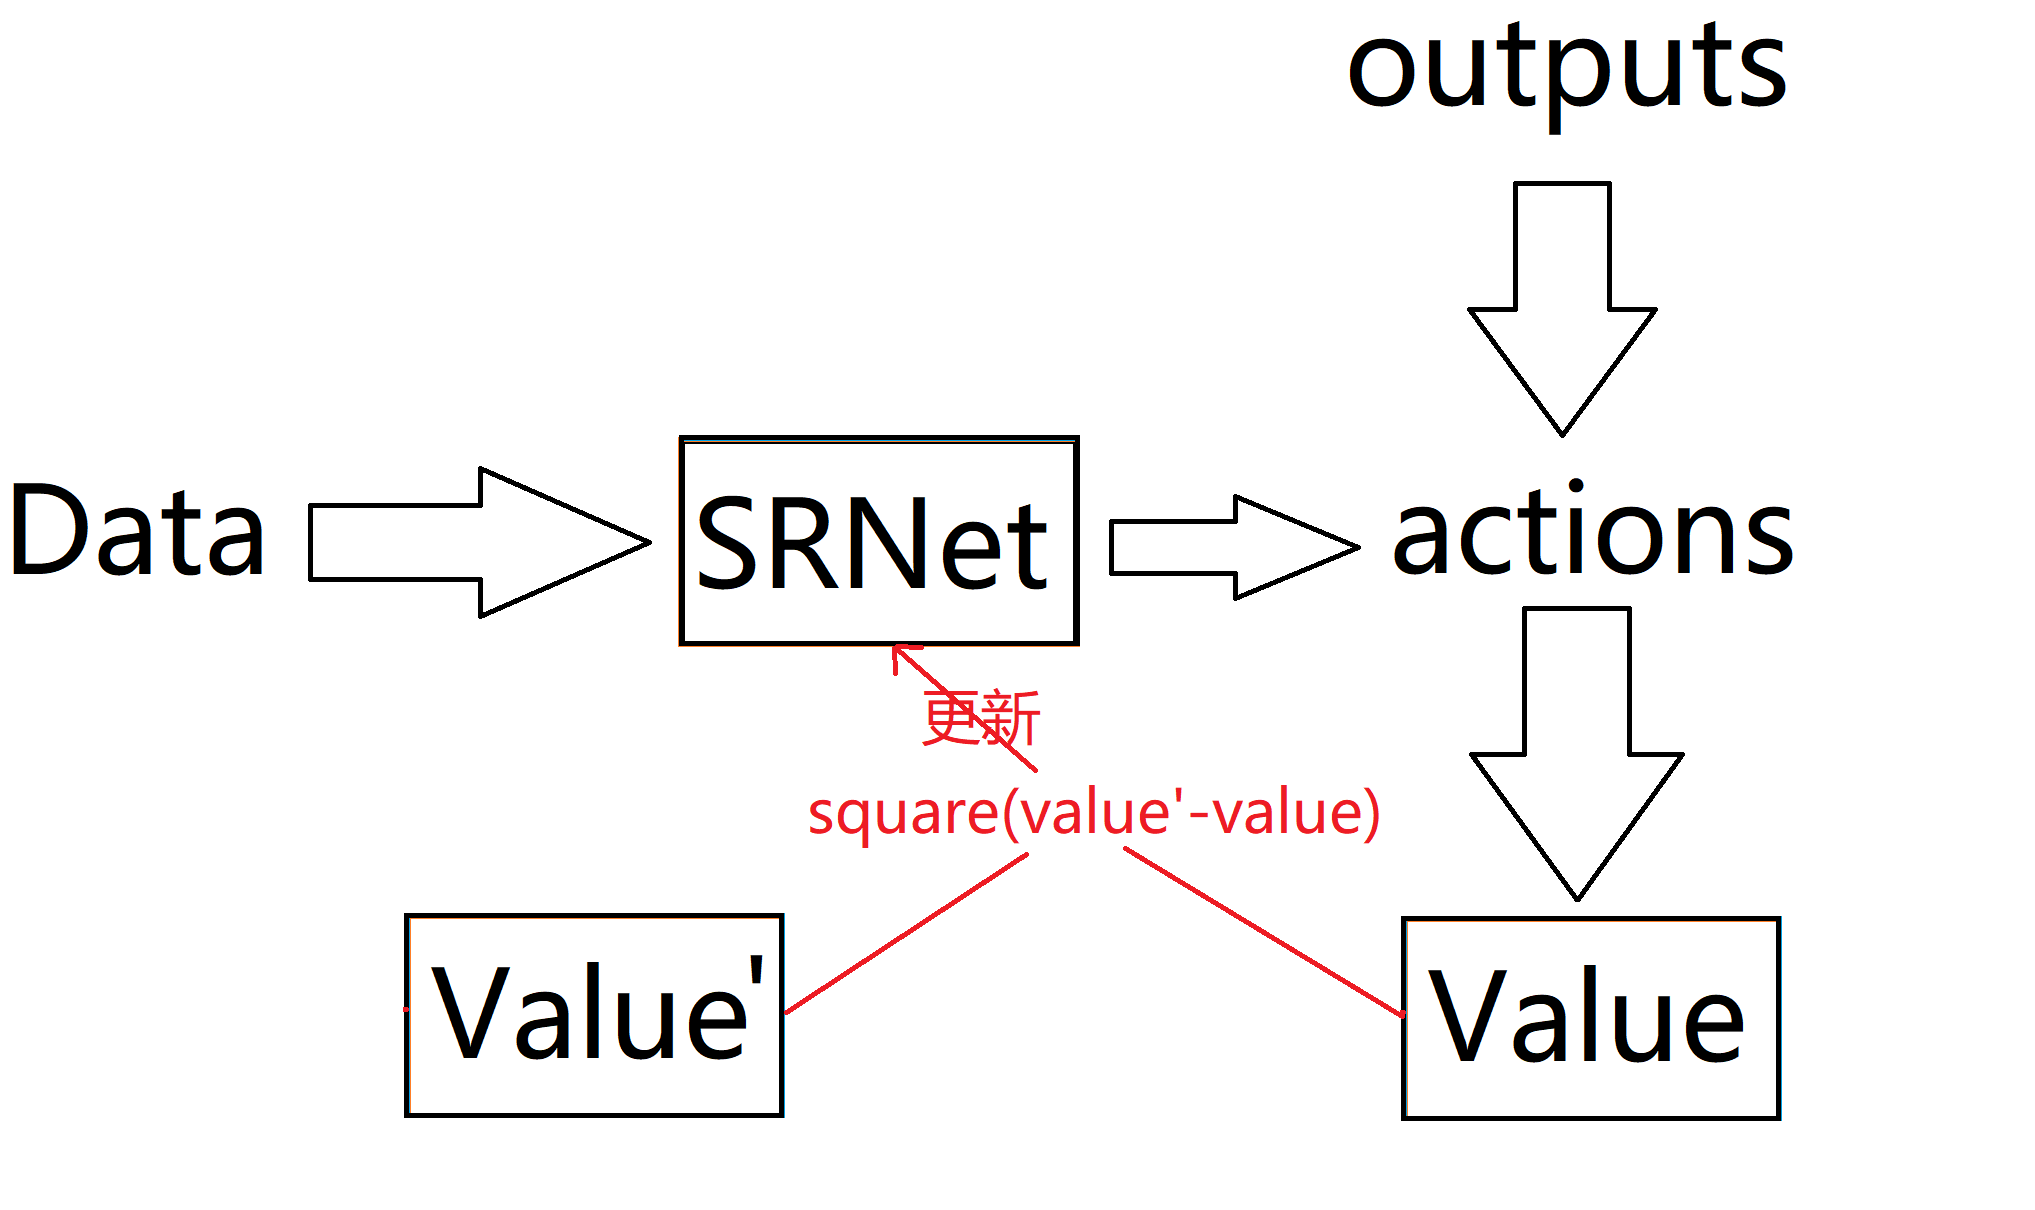 outputs
Data
SRNet
actions
更新
square(value'-value)
Value'
Value